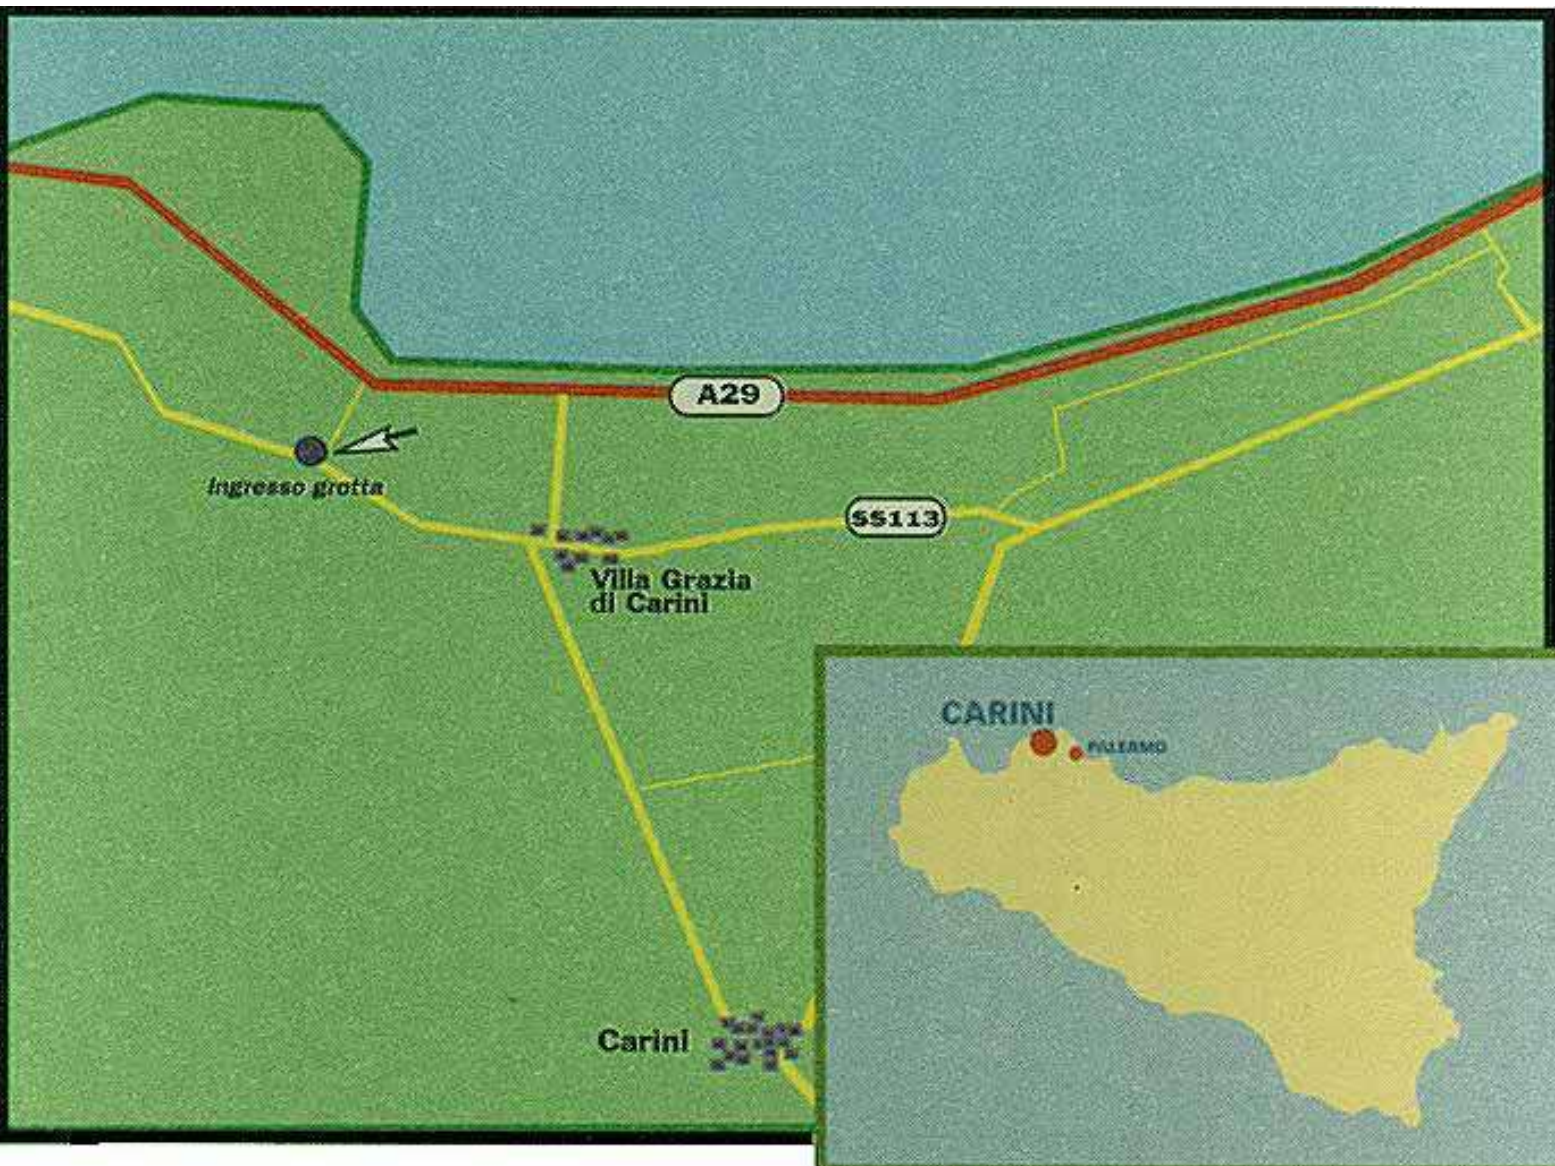 A29
Ingresso grotta
SS113
Villa Grazia
di Carini
CARINI
PALERMO
Carini